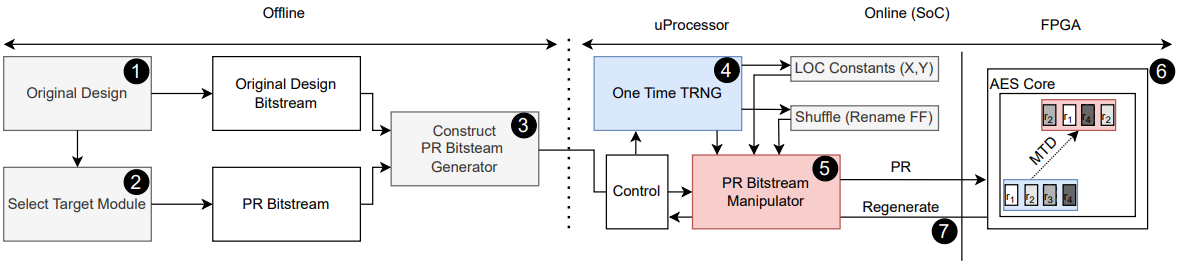 Offline
Online (SoC)
uProcessor
FPGA
1
Original Design
Original Design
Bitstream
2
Select Target Module
PR Bitstream
3
Construct
PR Bitsteam
Generator
4
One Time TRNG
LOC Constants (X,Y)
Shuffle (Rename FF)
Control
5
PR Bitstream
Manipulator
PR
Regenerate
7
6
AES Core
r2 r1 r4 r2
MTD
r1 r2 r3 r4